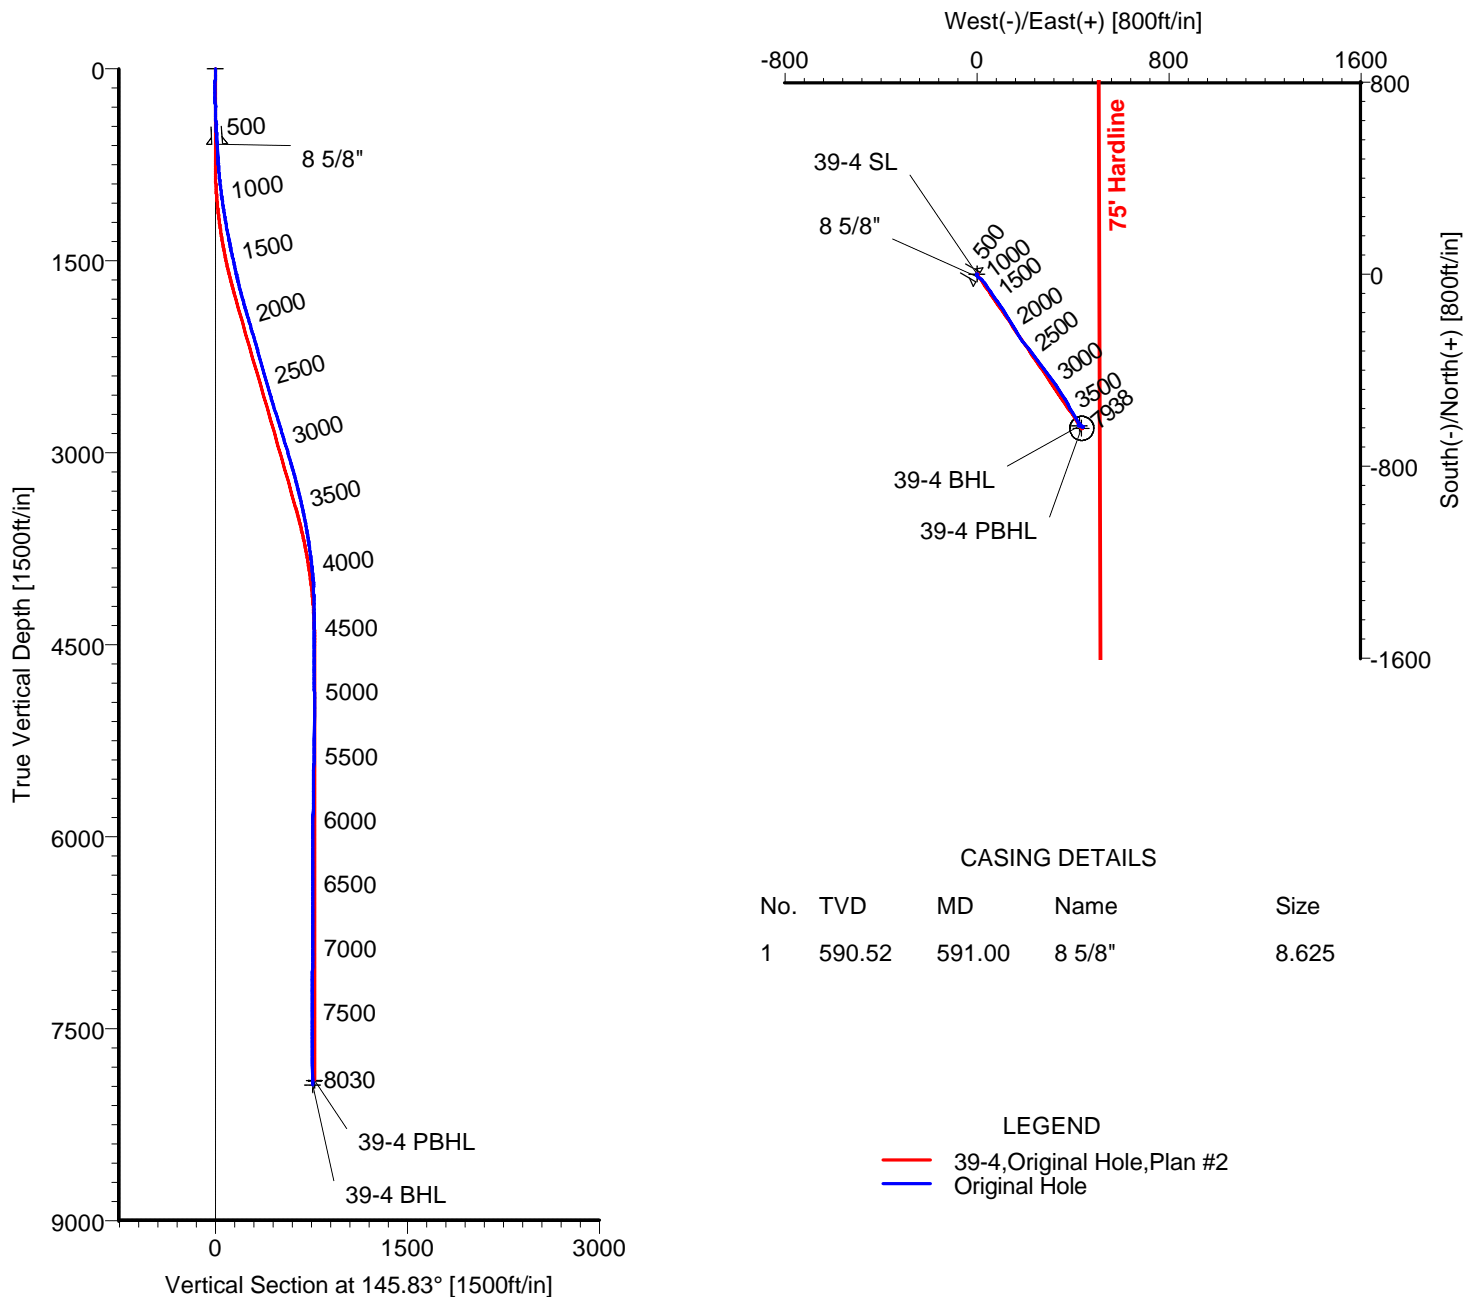 West(-)/East(+) [800ft/in]
-800
0
800
1600
800
0
-800
-1600
South(-)/North(+) [800ft/in]
75' Hardline
39-4 SL
8 5/8"
500
1000
1500
2000
2500
3000
3500
7938
39-4 BHL
39-4 PBHL
0
1500
3000
4500
6000
7500
9000
True Vertical Depth [1500ft/in]
500
8 5/8"
1000
1500
2000
2500
3000
3500
4000
4500
5000
5500
6000
6500
7000
7500
8030
39-4 PBHL
39-4 BHL
0
1500
3000
Vertical Section at 145.83° [1500ft/in]
CASING DETAILS
No. TVD MD Name Size
1 590.52 591.00 8 5/8" 8.625
LEGEND
39-4,Original Hole,Plan #2
Original Hole